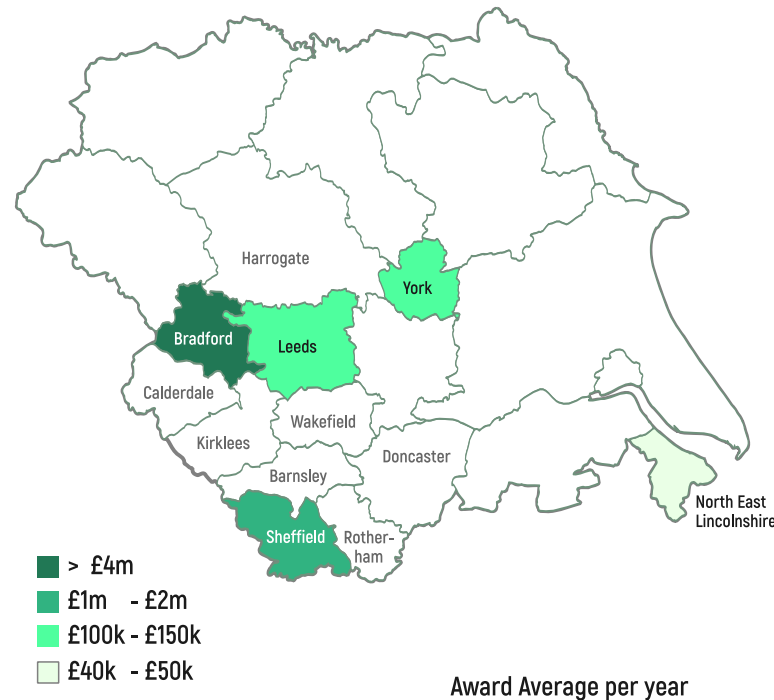 Harrogate
York
Bradford
Leeds
Calderdale
Wakefield
Kirklees
Doncaster
Barnsley
North East
Lincolnshire
Sheffield
Rother-
ham
> £4m
£1m - £2m
£100k - £150k
£40k - £50k
Award Average per year